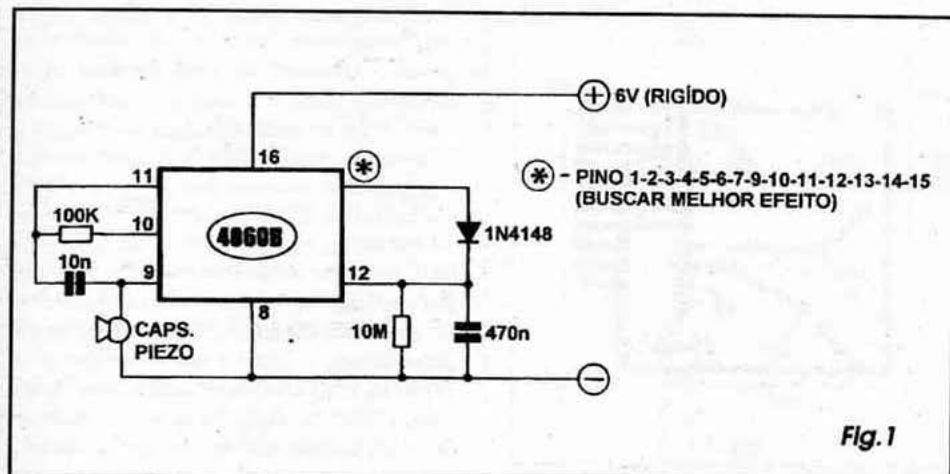 + 6V (RIGÍDO)
16
11
*
* - PINO 1-2-3-4-5-6-7-9-10-11-12-13-14-15
(BUSCAR MELHOR EFEITO)
100K
10
4060B
1N4148
10n
9
12
8
CAPS.
PIEZO
10M
470n
-
Fig.1